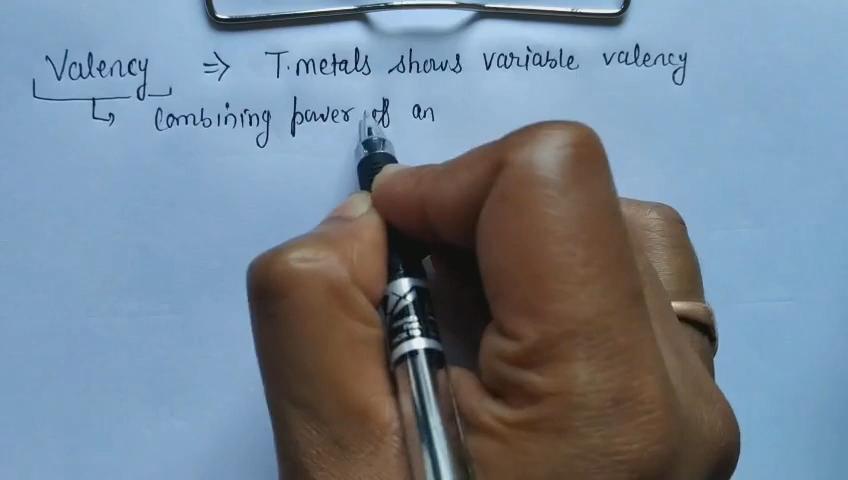 Valency ⇒ T.metals shows variable valency
combining power of an